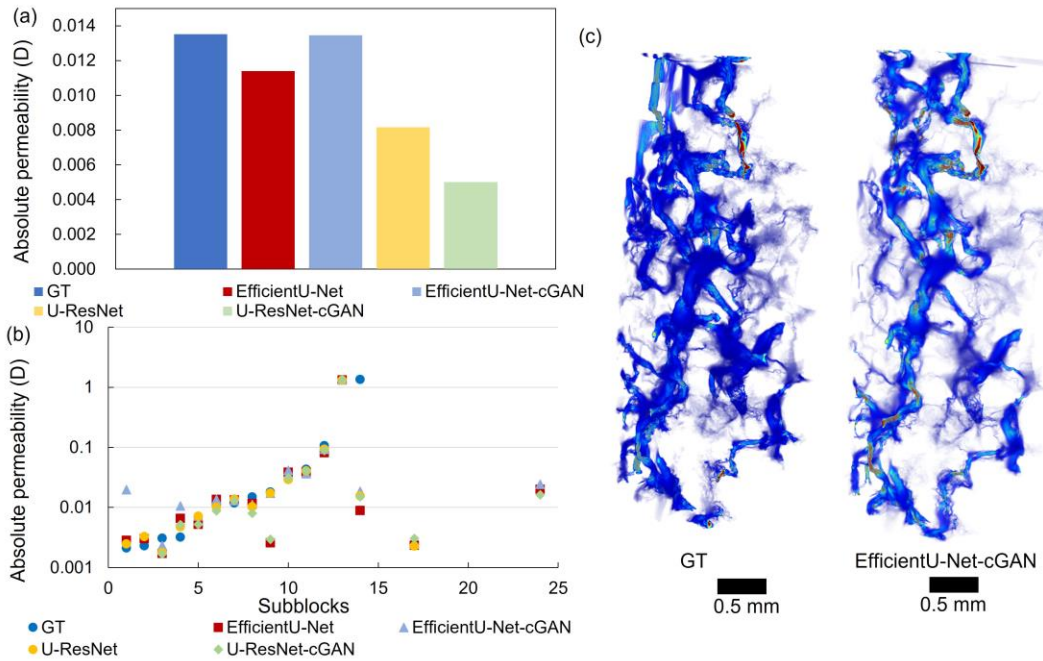 (a)
Absolute permeability (D)
0.014
0.012
0.010
0.008
0.006
0.004
0.002
0.000
GT
EfficientU-Net
EfficientU-Net-cGAN
U-ResNet
U-ResNet-cGAN
(b)
Absolute permeability (D)
10
1
0.1
0.01
0.001
0
5
10
15
20
25
Subblocks
GT
EfficientU-Net
EfficientU-Net-cGAN
U-ResNet
U-ResNet-cGAN
(c)
GT
EfficientU-Net-cGAN
0.5 mm
0.5 mm